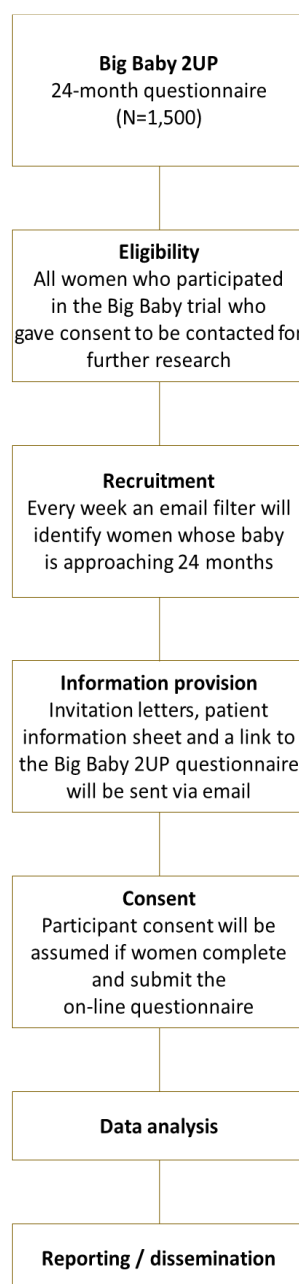 Big Baby 2UP
24-month questionnaire
(N=1,500)
Eligibility
All women who participated
in the Big Baby trial who
gave consent to be contacted for
further research
Recruitment
Every week an email filter will
identify women whose baby
is approaching 24 months
Information provision
Invitation letters, patient
information sheet and a link to
the Big Baby 2UP questionnaire
will be sent via email
Consent
Participant consent will be
assumed if women complete
and submit the
on-line questionnaire
Data analysis
Reporting / dissemination